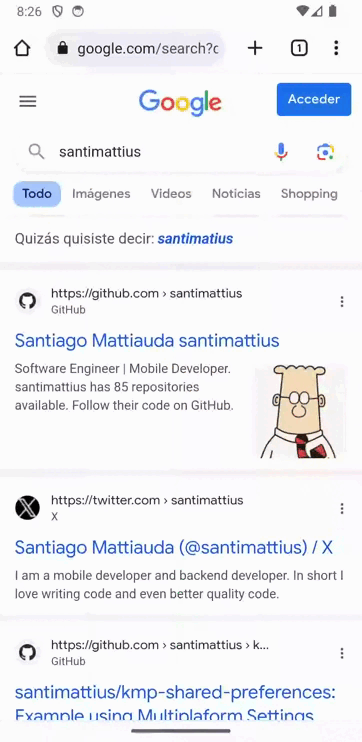 8:26
google.com/search?c
1
Google
Acceder
santimattius
Todo
Imágenes
Videos
Noticias
Shopping
Quizás quisiste decir: santimatius
https://github.com › santimattius
GitHub
Santiago Mattiauda santimattius
Software Engineer | Mobile Developer.
santimattius has 85 repositories
available. Follow their code on GitHub.
https://twitter.com › santimattius
X
Santiago Mattiauda (@santimattius) / X
I am a mobile developer and backend developer. In short I
love writing code and even better quality code.
https://github.com › santimattius › k...
GitHub
santimattius/kmp-shared-preferences:
Example using Multiplaform Settings